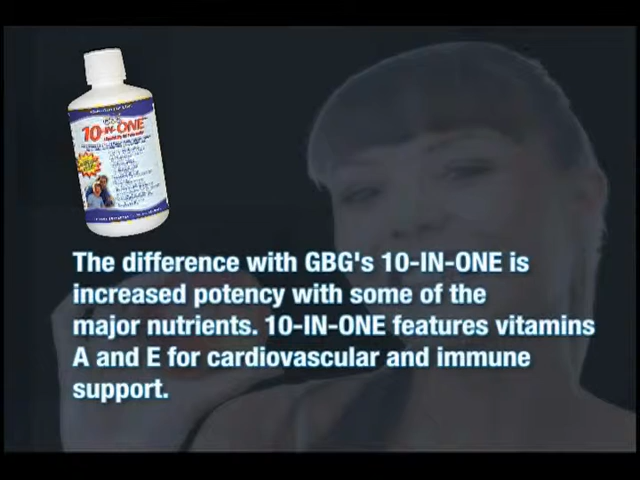 10-IN-ONE
The difference with GBG's 10-IN-ONE is
increased potency with some of the
major nutrients. 10-IN-ONE features vitamins
A and E for cardiovascular and immune
support.